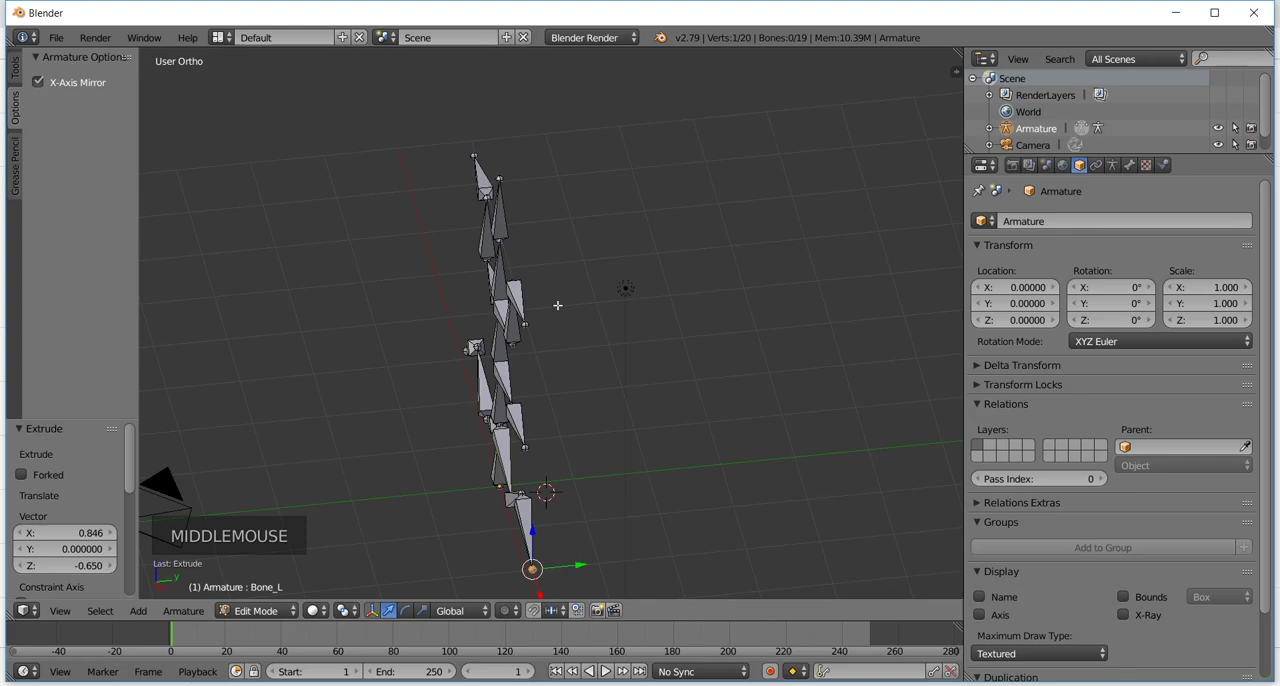 Blender
File Render Window Help Default Scene Blender Render v2.79 | Verts:1/20 | Bones:0/19 | Mem:10.39M | Armature
Armature Options
X-Axis Mirror
Tools
Options
Grease Pencil
User Ortho
View Search All Scenes
Scene
RenderLayers |
World
Armature |
Camera
Armature
Armature
Transform
Location: Rotation: Scale:
X: 0.00000 X: 0° X: 1.000
Y: 0.00000 Y: 0° Y: 1.000
Z: 0.00000 Z: 0° Z: 1.000
Rotation Mode: XYZ Euler
Delta Transform
Transform Locks
Relations
Layers: Parent:
Object
Pass Index: 0
Relations Extras
Groups
Add to Group
Display
Name Bounds Box
Axis X-Ray
Maximum Draw Type:
Textured
Duplication
Extrude
Extrude
Forked
Translate
Vector
X: 0.846
Y: 0.000000
Z: -0.650
Constraint Axis
MIDDLEMOUSE
Last: Extrude
y
(1) Armature : Bone_L
View Select Add Armature Edit Mode Global
-40 -20 0 20 40 60 80 100 120 140 160 180 200 220 240 260 280
View Marker Frame Playback Start: 1 End: 250 1 No Sync